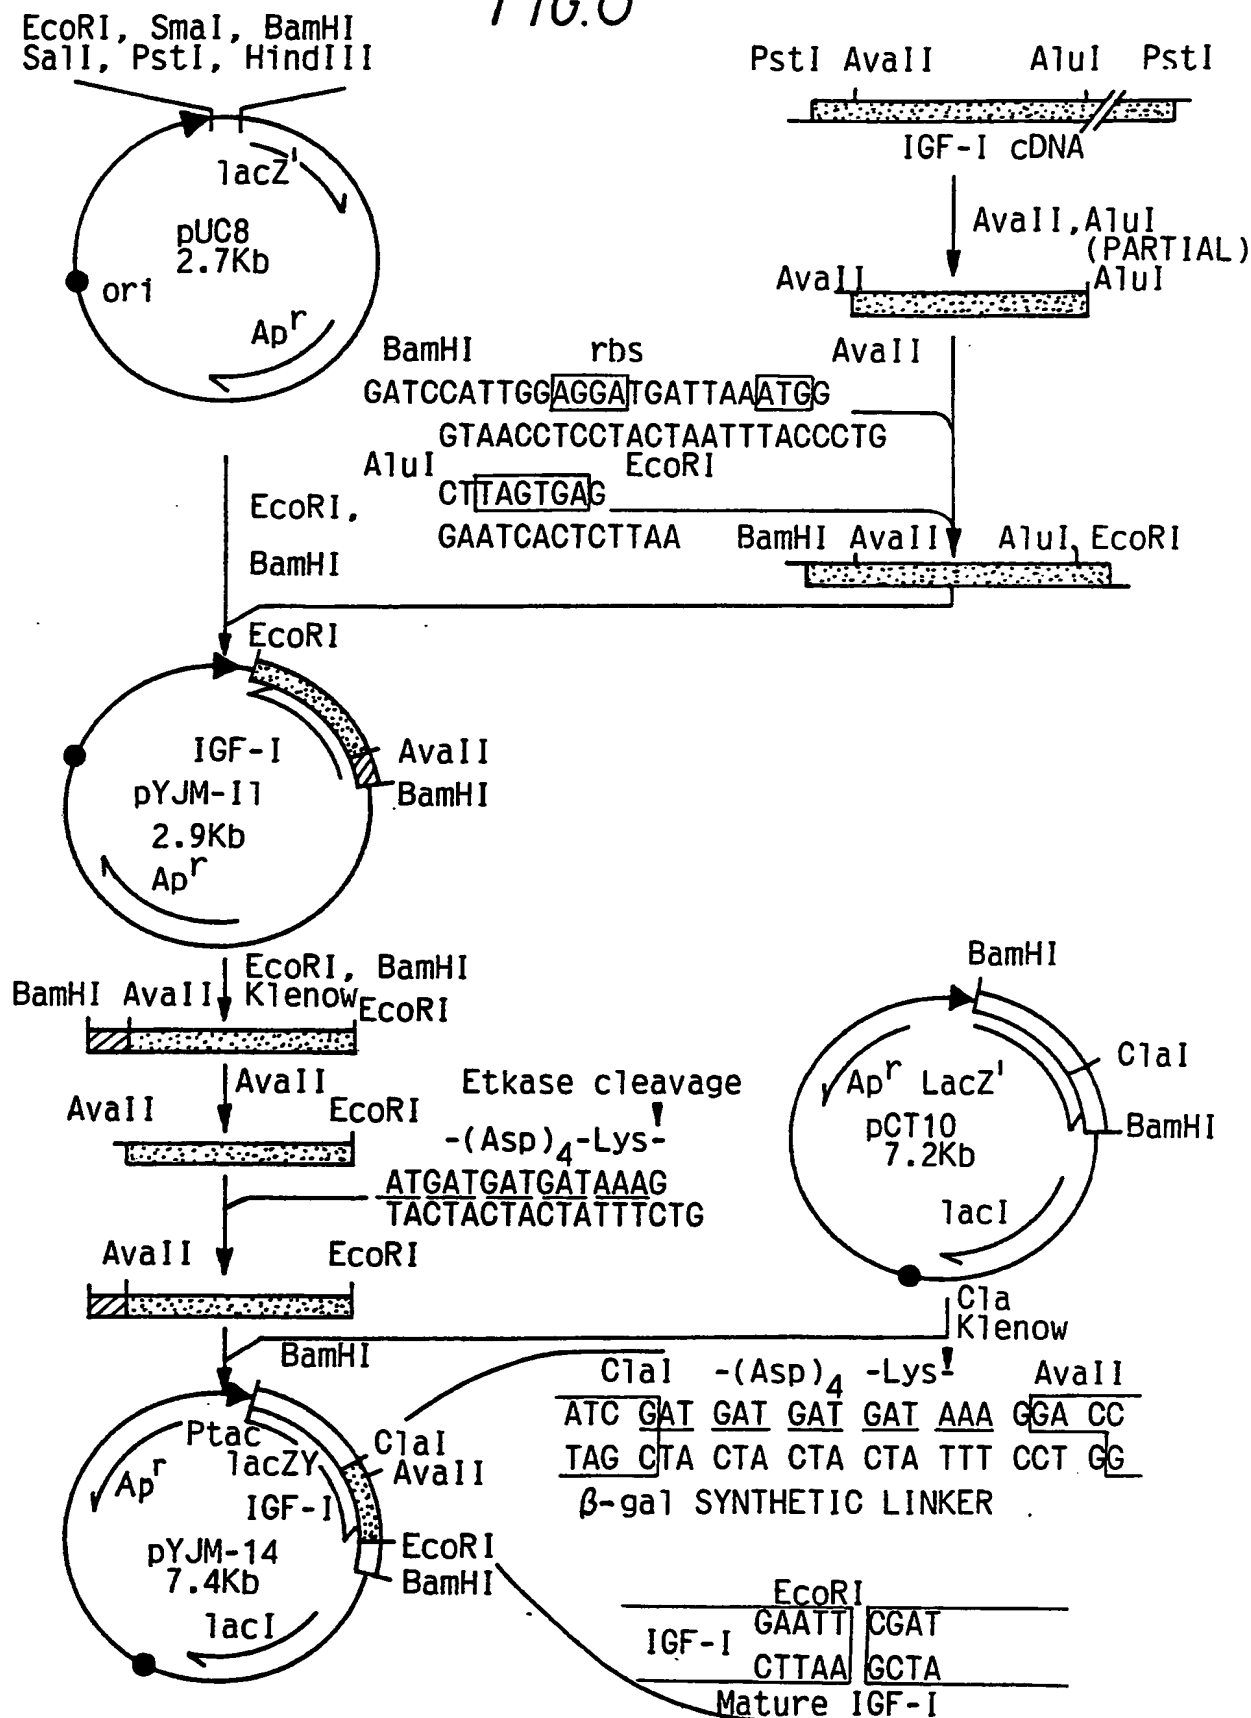 FIG.6
EcoRI, SmaI, BamHI
SalI, PstI, HindIII
lacZ'
pUC8
2.7Kb
ori
Apr
PstI AvaII AluI PstI
IGF-I cDNA
AvaII,AluI
(PARTIAL)
AvaII AluI
BamHI rbs AvaII
GATCCATTGGAGGATGATTAAATGG
GTAACCTCCTACTAATTTACCCTG
AluI EcoRI
CTTAGTGAG
GAATCACTCTTAA
EcoRI,
BamHI
BamHI AvaII AluI EcoRI
EcoRI
IGF-I
AvaII
BamHI
pYJM-I1
2.9Kb
Apr
EcoRI, BamHI
Klenow
BamHI AvaII EcoRI
AvaII
AvaII EcoRI
Etkase cleavage
-(Asp)4-Lys-
ATGATGATGATAAAG
TACTACTACTATTTCTG
AvaII EcoRI
BamHI
ClaI
BamHI
Apr LacZ'
pCT10
7.2Kb
lacI
Cla
Klenow
BamHI
ClaI -(Asp)4 -Lys- AvaII
ATC GAT GAT GAT GAT AAA GGA CC
TAG CTA CTA CTA CTA TTT CCT GG
β-gal SYNTHETIC LINKER
Ptac
lacZY
ClaI
AvaII
Apr
IGF-I
pYJM-14
7.4Kb
EcoRI
BamHI
lacI
EcoRI
GAATT CGAT
IGF-I
CTTAA GCTA
Mature IGF-I